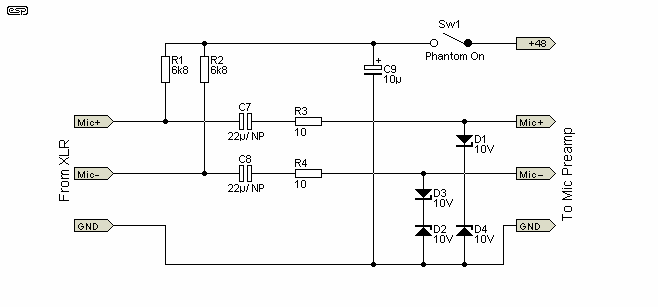 esp
Sw1
+48
Phantom On
R1
6k8
R2
6k8
+
C9
10µ
Mic+
C7
22µ/ NP
R3
10
D1
10V
Mic+
From XLR
Mic-
C8
22µ/ NP
R4
10
D3
10V
Mic-
To Mic Preamp
GND
D2
10V
D4
10V
GND